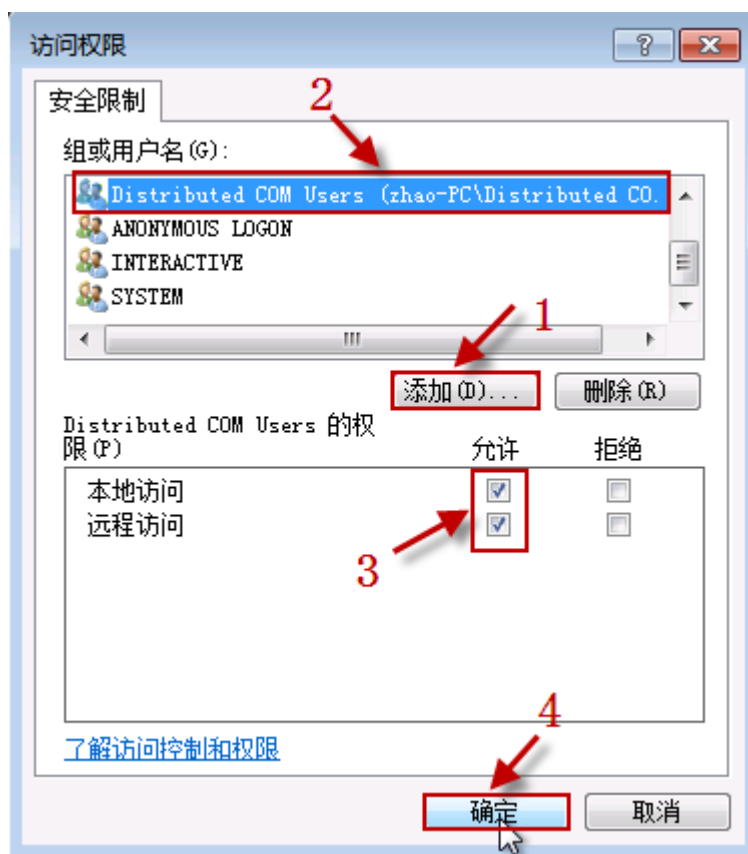 访问权限
安全限制
2
组或用户名(G):
Distributed COM Users (zhao-PC\Distributed CO.
ANONYMOUS LOGON
INTERACTIVE
SYSTEM
1
添加(D)... 删除(R)
Distributed COM Users 的权
限(P) 允许 拒绝
本地访问
远程访问
3
4
了解访问控制和权限
确定 取消